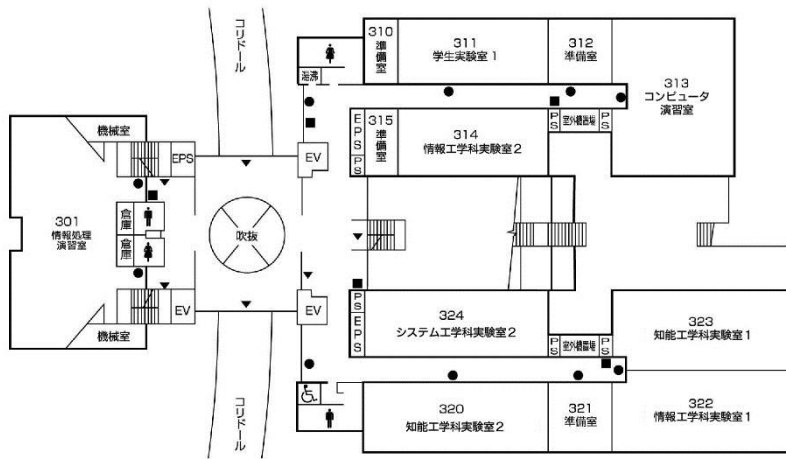 コリドール
310
準備室
311
学生実験室1
312
準備室
313
コンピュータ
演習室
湯沸
機械室
EPS
315
準備室
EPS
PS
314
情報工学科実験室2
PS
室外機置場
PS
EV
301
情報処理
演習室
倉庫
倉庫
吹抜
EV
機械室
EV
PS
EPS
324
システム工学科実験室2
PS
室外機置場
PS
323
知能工学科実験室1
コリドール
320
知能工学科実験室2
321
準備室
322
情報工学科実験室1